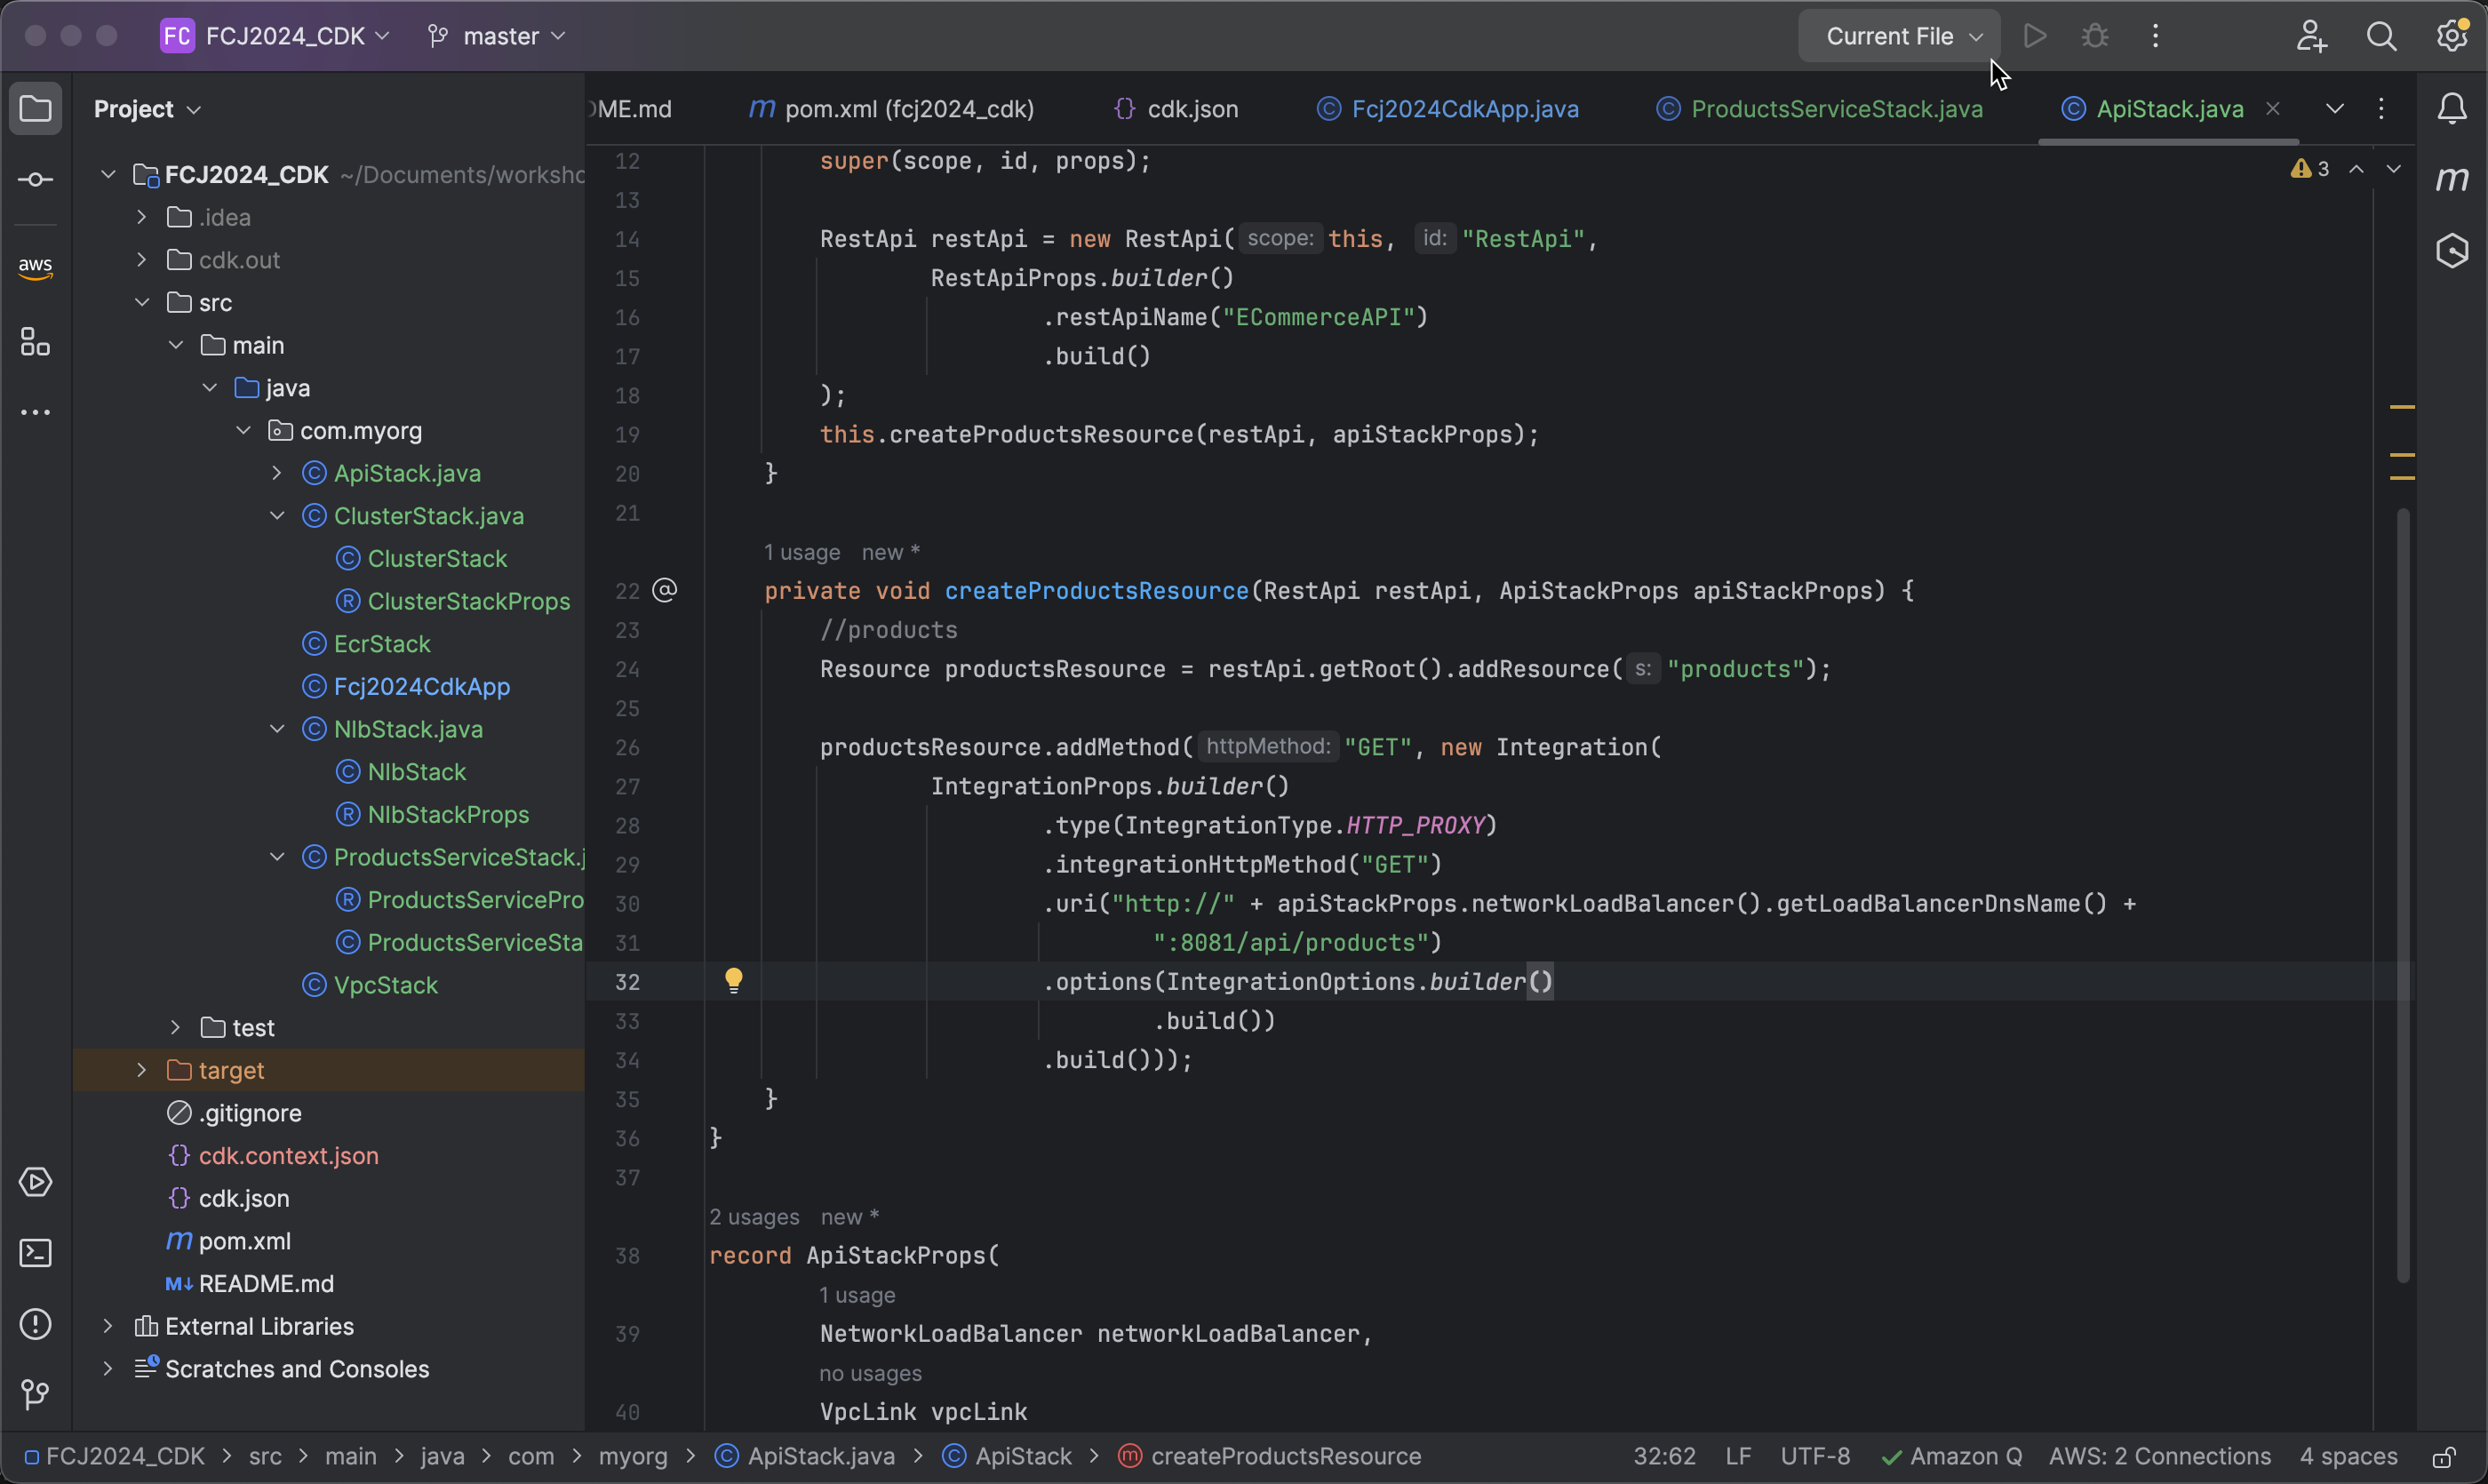 FC FCJ2024_CDK master Current File
Project
FCJ2024_CDK ~/Documents/worksho
.idea
cdk.out
aws
src
main
java
com.myorg
ApiStack.java
ClusterStack.java
ClusterStack
ClusterStackProps
EcrStack
Fcj2024CdkApp
NlbStack.java
NlbStack
NlbStackProps
ProductsServiceStack.j
ProductsServicePro
ProductsServiceSta
VpcStack
test
target
.gitignore
cdk.context.json
cdk.json
m pom.xml
M↓ README.md
External Libraries
Scratches and Consoles
ME.md m pom.xml (fcj2024_cdk) {} cdk.json Fcj2024CdkApp.java ProductsServiceStack.java ApiStack.java
3
m
12 super(scope, id, props);
13
14 RestApi restApi = new RestApi( scope: this, id: "RestApi",
15 RestApiProps.builder()
16 .restApiName("ECommerceAPI")
17 .build()
18 );
19 this.createProductsResource(restApi, apiStackProps);
20 }
21
1 usage new *
22 private void createProductsResource(RestApi restApi, ApiStackProps apiStackProps) {
23 //products
24 Resource productsResource = restApi.getRoot().addResource( s: "products");
25
26 productsResource.addMethod( httpMethod: "GET", new Integration(
27 IntegrationProps.builder()
28 .type(IntegrationType.HTTP_PROXY)
29 .integrationHttpMethod("GET")
30 .uri("http://" + apiStackProps.networkLoadBalancer().getLoadBalancerDnsName() +
31 ":8081/api/products")
32 .options(IntegrationOptions.builder()
33 .build())
34 .build()));
35 }
36 }
37
2 usages new *
38 record ApiStackProps(
1 usage
39 NetworkLoadBalancer networkLoadBalancer,
no usages
40 VpcLink vpcLink
FCJ2024_CDK > src > main > java > com > myorg > ApiStack.java > ApiStack > createProductsResource 32:62 LF UTF-8 Amazon Q AWS: 2 Connections 4 spaces